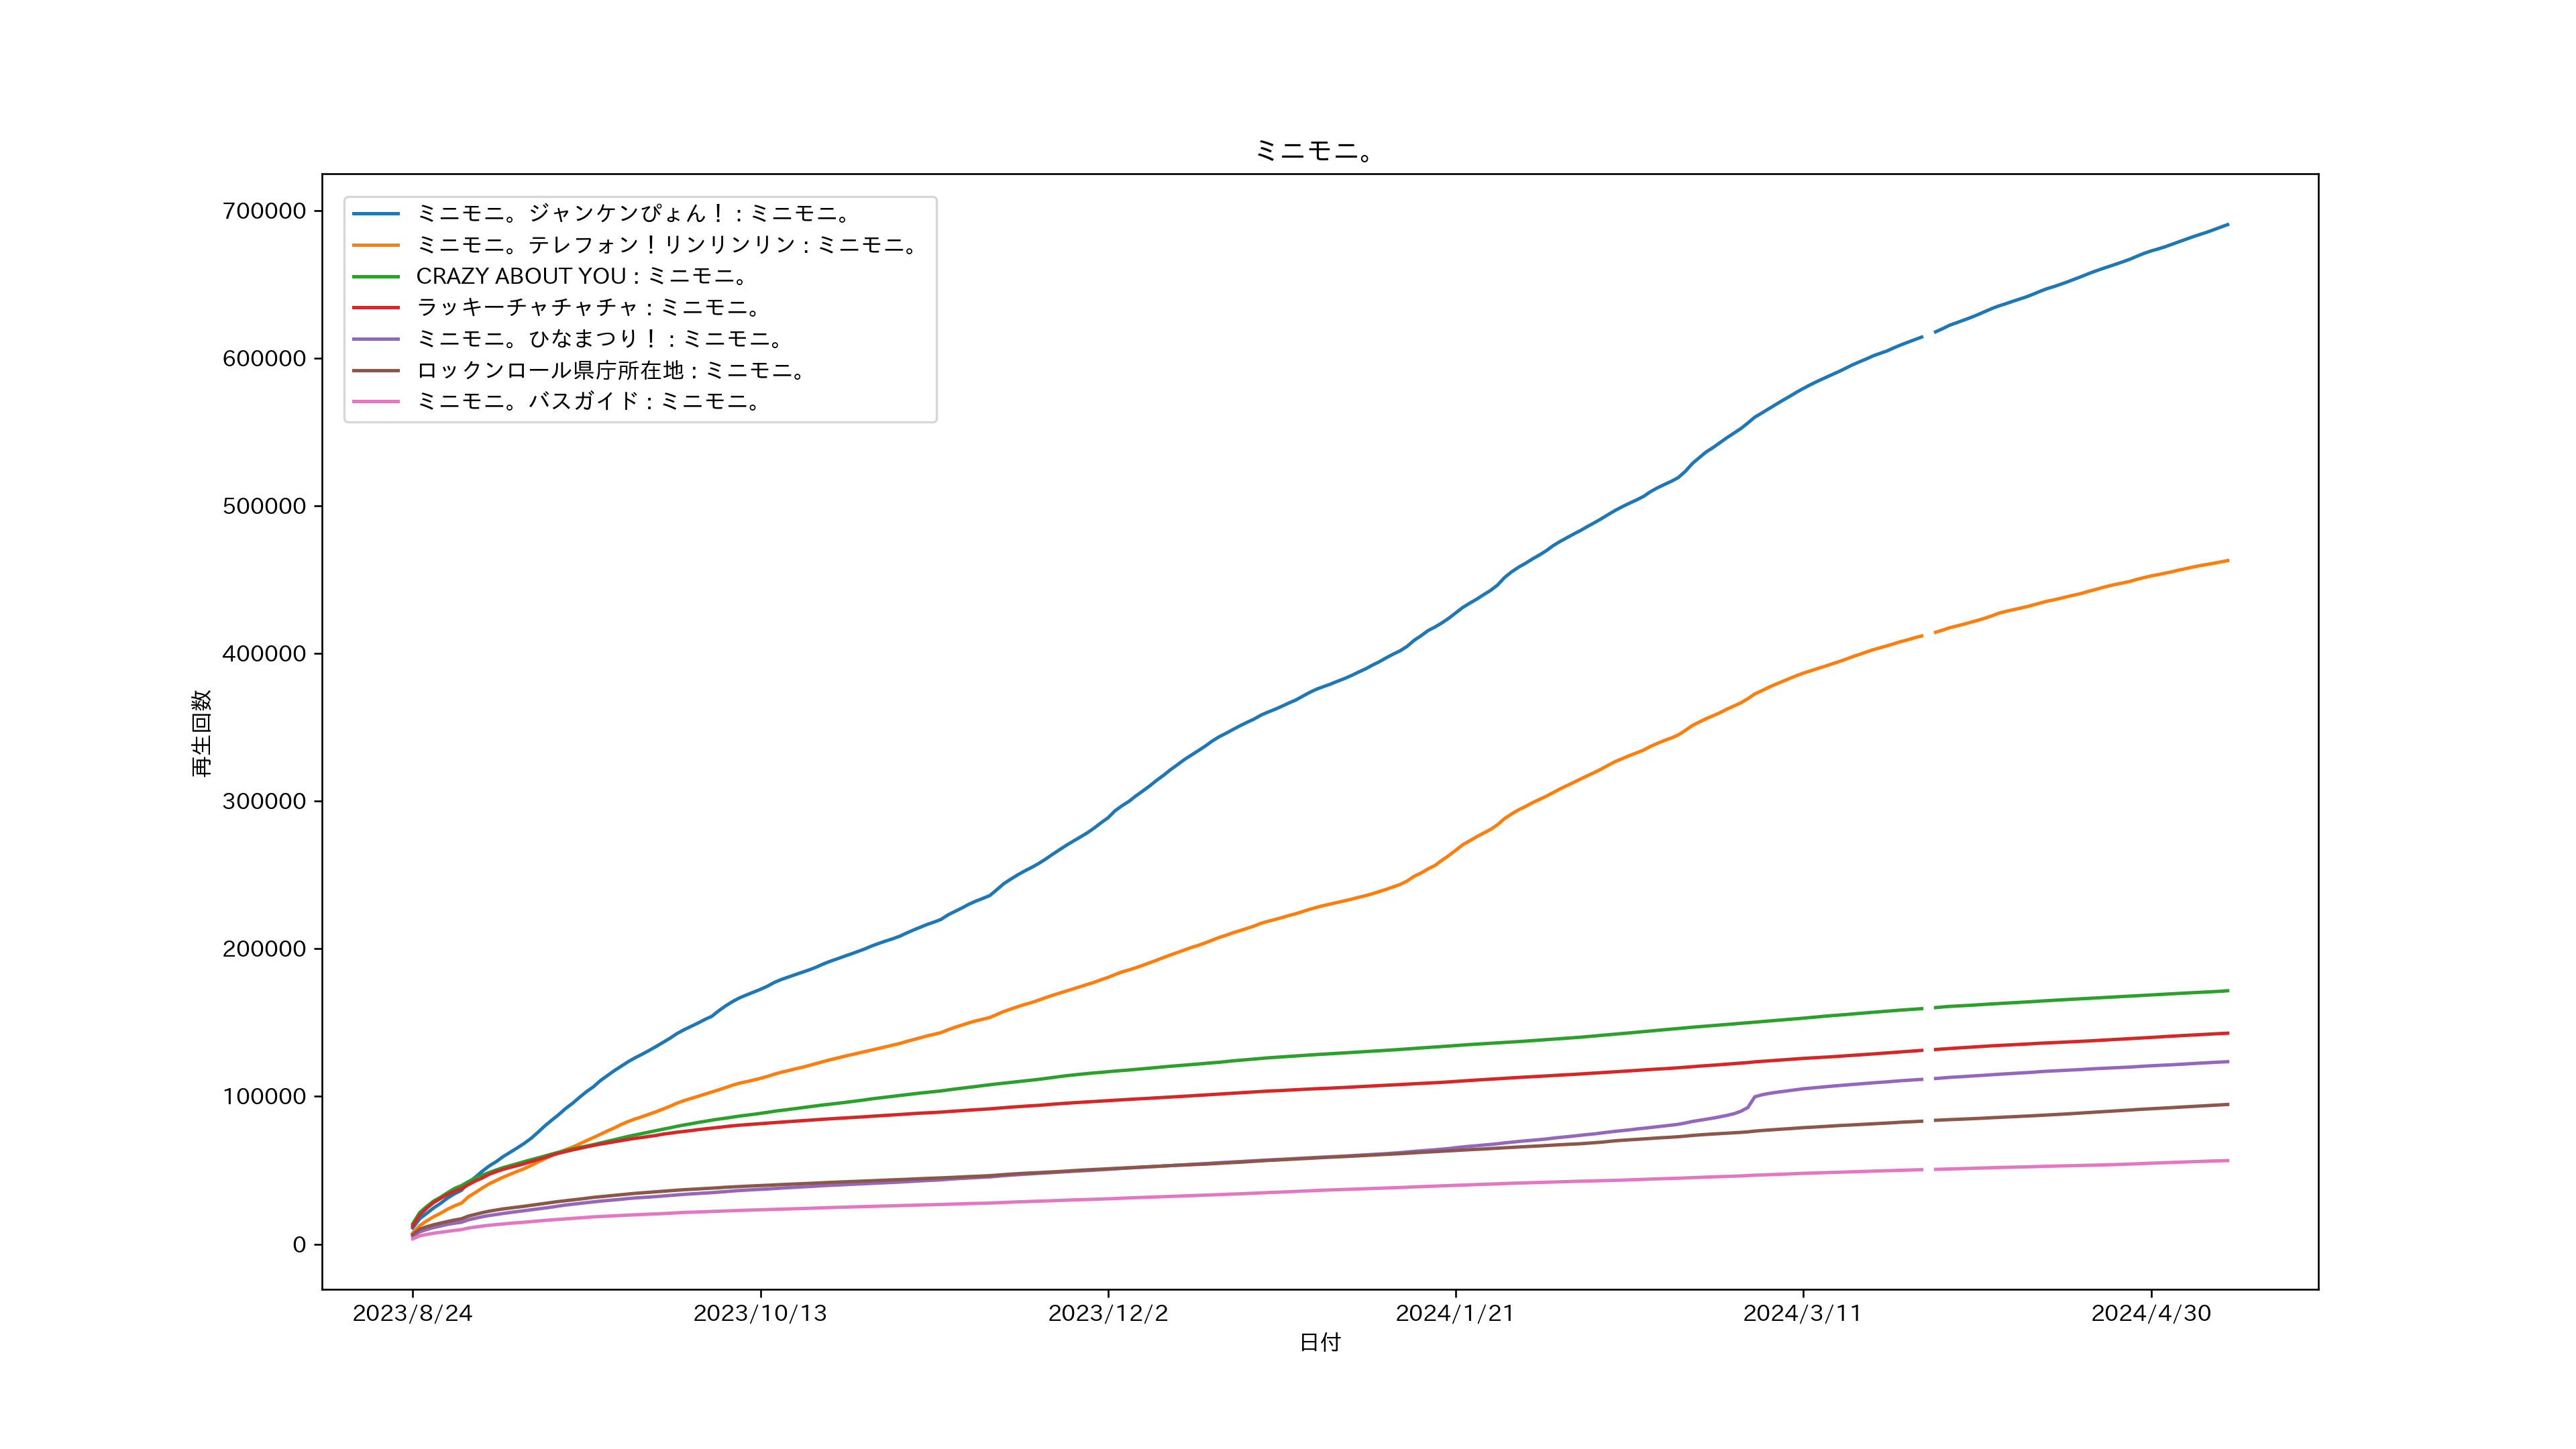 ミニモニ。
700000
600000
500000
400000
300000
200000
100000
0
再生回数
ミニモニ。ジャンケンぴょん！ : ミニモニ。
ミニモニ。テレフォン！リンリンリン : ミニモニ。
CRAZY ABOUT YOU : ミニモニ。
ラッキーチャチャチャ : ミニモニ。
ミニモニ。ひなまつり！ : ミニモニ。
ロックンロール県庁所在地 : ミニモニ。
ミニモニ。バスガイド : ミニモニ。
2023/8/24 2023/10/13 2023/12/2 2024/1/21 2024/3/11 2024/4/30
日付